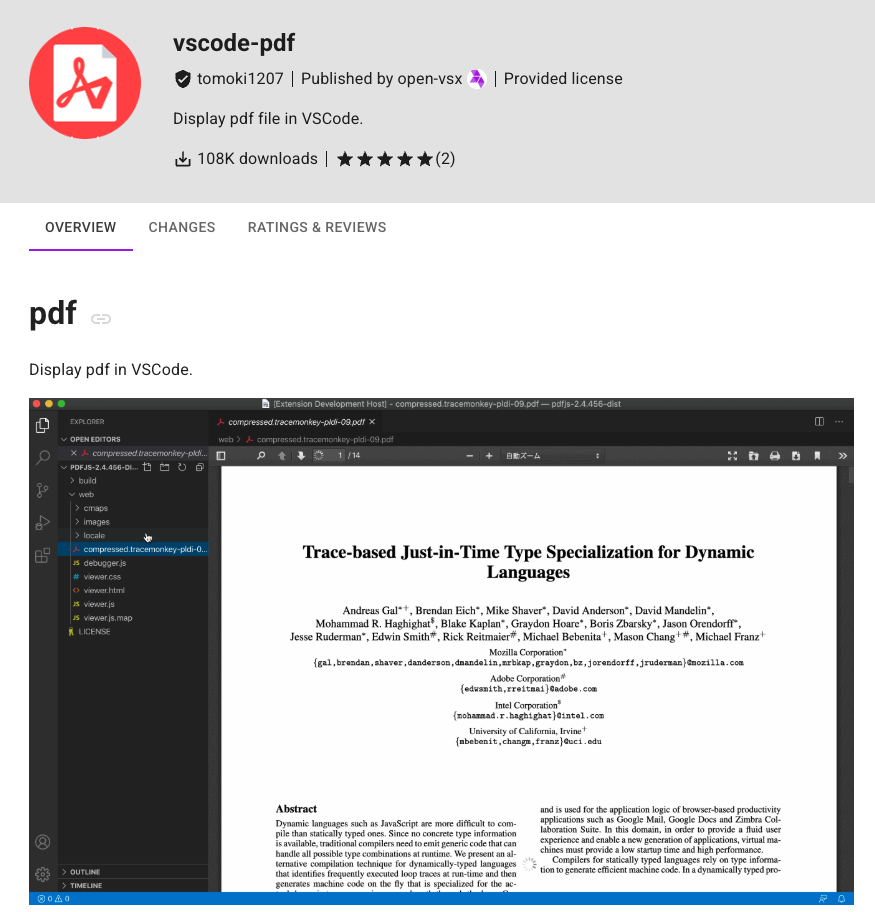 vscode-pdf
tomoki1207 | Published by open-vsx | Provided license
Display pdf file in VSCode.
108K downloads | ★★★★★(2)
OVERVIEW CHANGES RATINGS & REVIEWS
pdf
Display pdf in VSCode.
[Extension Development Host] - compressed.tracemonkey-pldi-09.pdf — pdfjs-2.4.456-dist
EXPLORER
OPEN EDITORS
compressed.tracemonkey-pldi...
PDFJS-2.4.456-DI...
build
web
cmaps
images
locale
compressed.tracemonkey-pldi-0...
JS debugger.js
# viewer.css
<> viewer.html
JS viewer.js
JS viewer.js.map
LICENSE
OUTLINE
TIMELINE
0 0
compressed.tracemonkey-pldi-09.pdf
web > compressed.tracemonkey-pldi-09.pdf
1 / 14 自動ズーム
Trace-based Just-in-Time Type Specialization for Dynamic
Languages
Andreas Gal*+, Brendan Eich*, Mike Shaver*, David Anderson*, David Mandelin*,
Mohammad R. Haghighat$, Blake Kaplan*, Graydon Hoare*, Boris Zbarsky*, Jason Orendorff*,
Jesse Ruderman*, Edwin Smith#, Rick Reitmaier#, Michael Bebenita+, Mason Chang+#, Michael Franz+
Mozilla Corporation*
{gal,brendan,shaver,danderson,dmandelin,mrbkap,graydon,bz,jorendorff,jruderman}@mozilla.com
Adobe Corporation#
{edwsmith,rreitmai}@adobe.com
Intel Corporation$
{mohammad.r.haghighat}@intel.com
University of California, Irvine+
{mbebenit,changm,franz}@uci.edu
Abstract
Dynamic languages such as JavaScript are more difficult to com-
pile than statically typed ones. Since no concrete type information
is available, traditional compilers need to emit generic code that can
handle all possible type combinations at runtime. We present an al-
ternative compilation technique for dynamically-typed languages
that identifies frequently executed loop traces at run-time and then
generates machine code on the fly that is specialized for the ac-
and is used for the application logic of browser-based productivity
applications such as Google Mail, Google Docs and Zimbra Col-
laboration Suite. In this domain, in order to provide a fluid user
experience and enable a new generation of applications, virtual ma-
chines must provide a low startup time and high performance.
Compilers for statically typed languages rely on type informa-
tion to generate efficient machine code. In a dynamically typed pro-